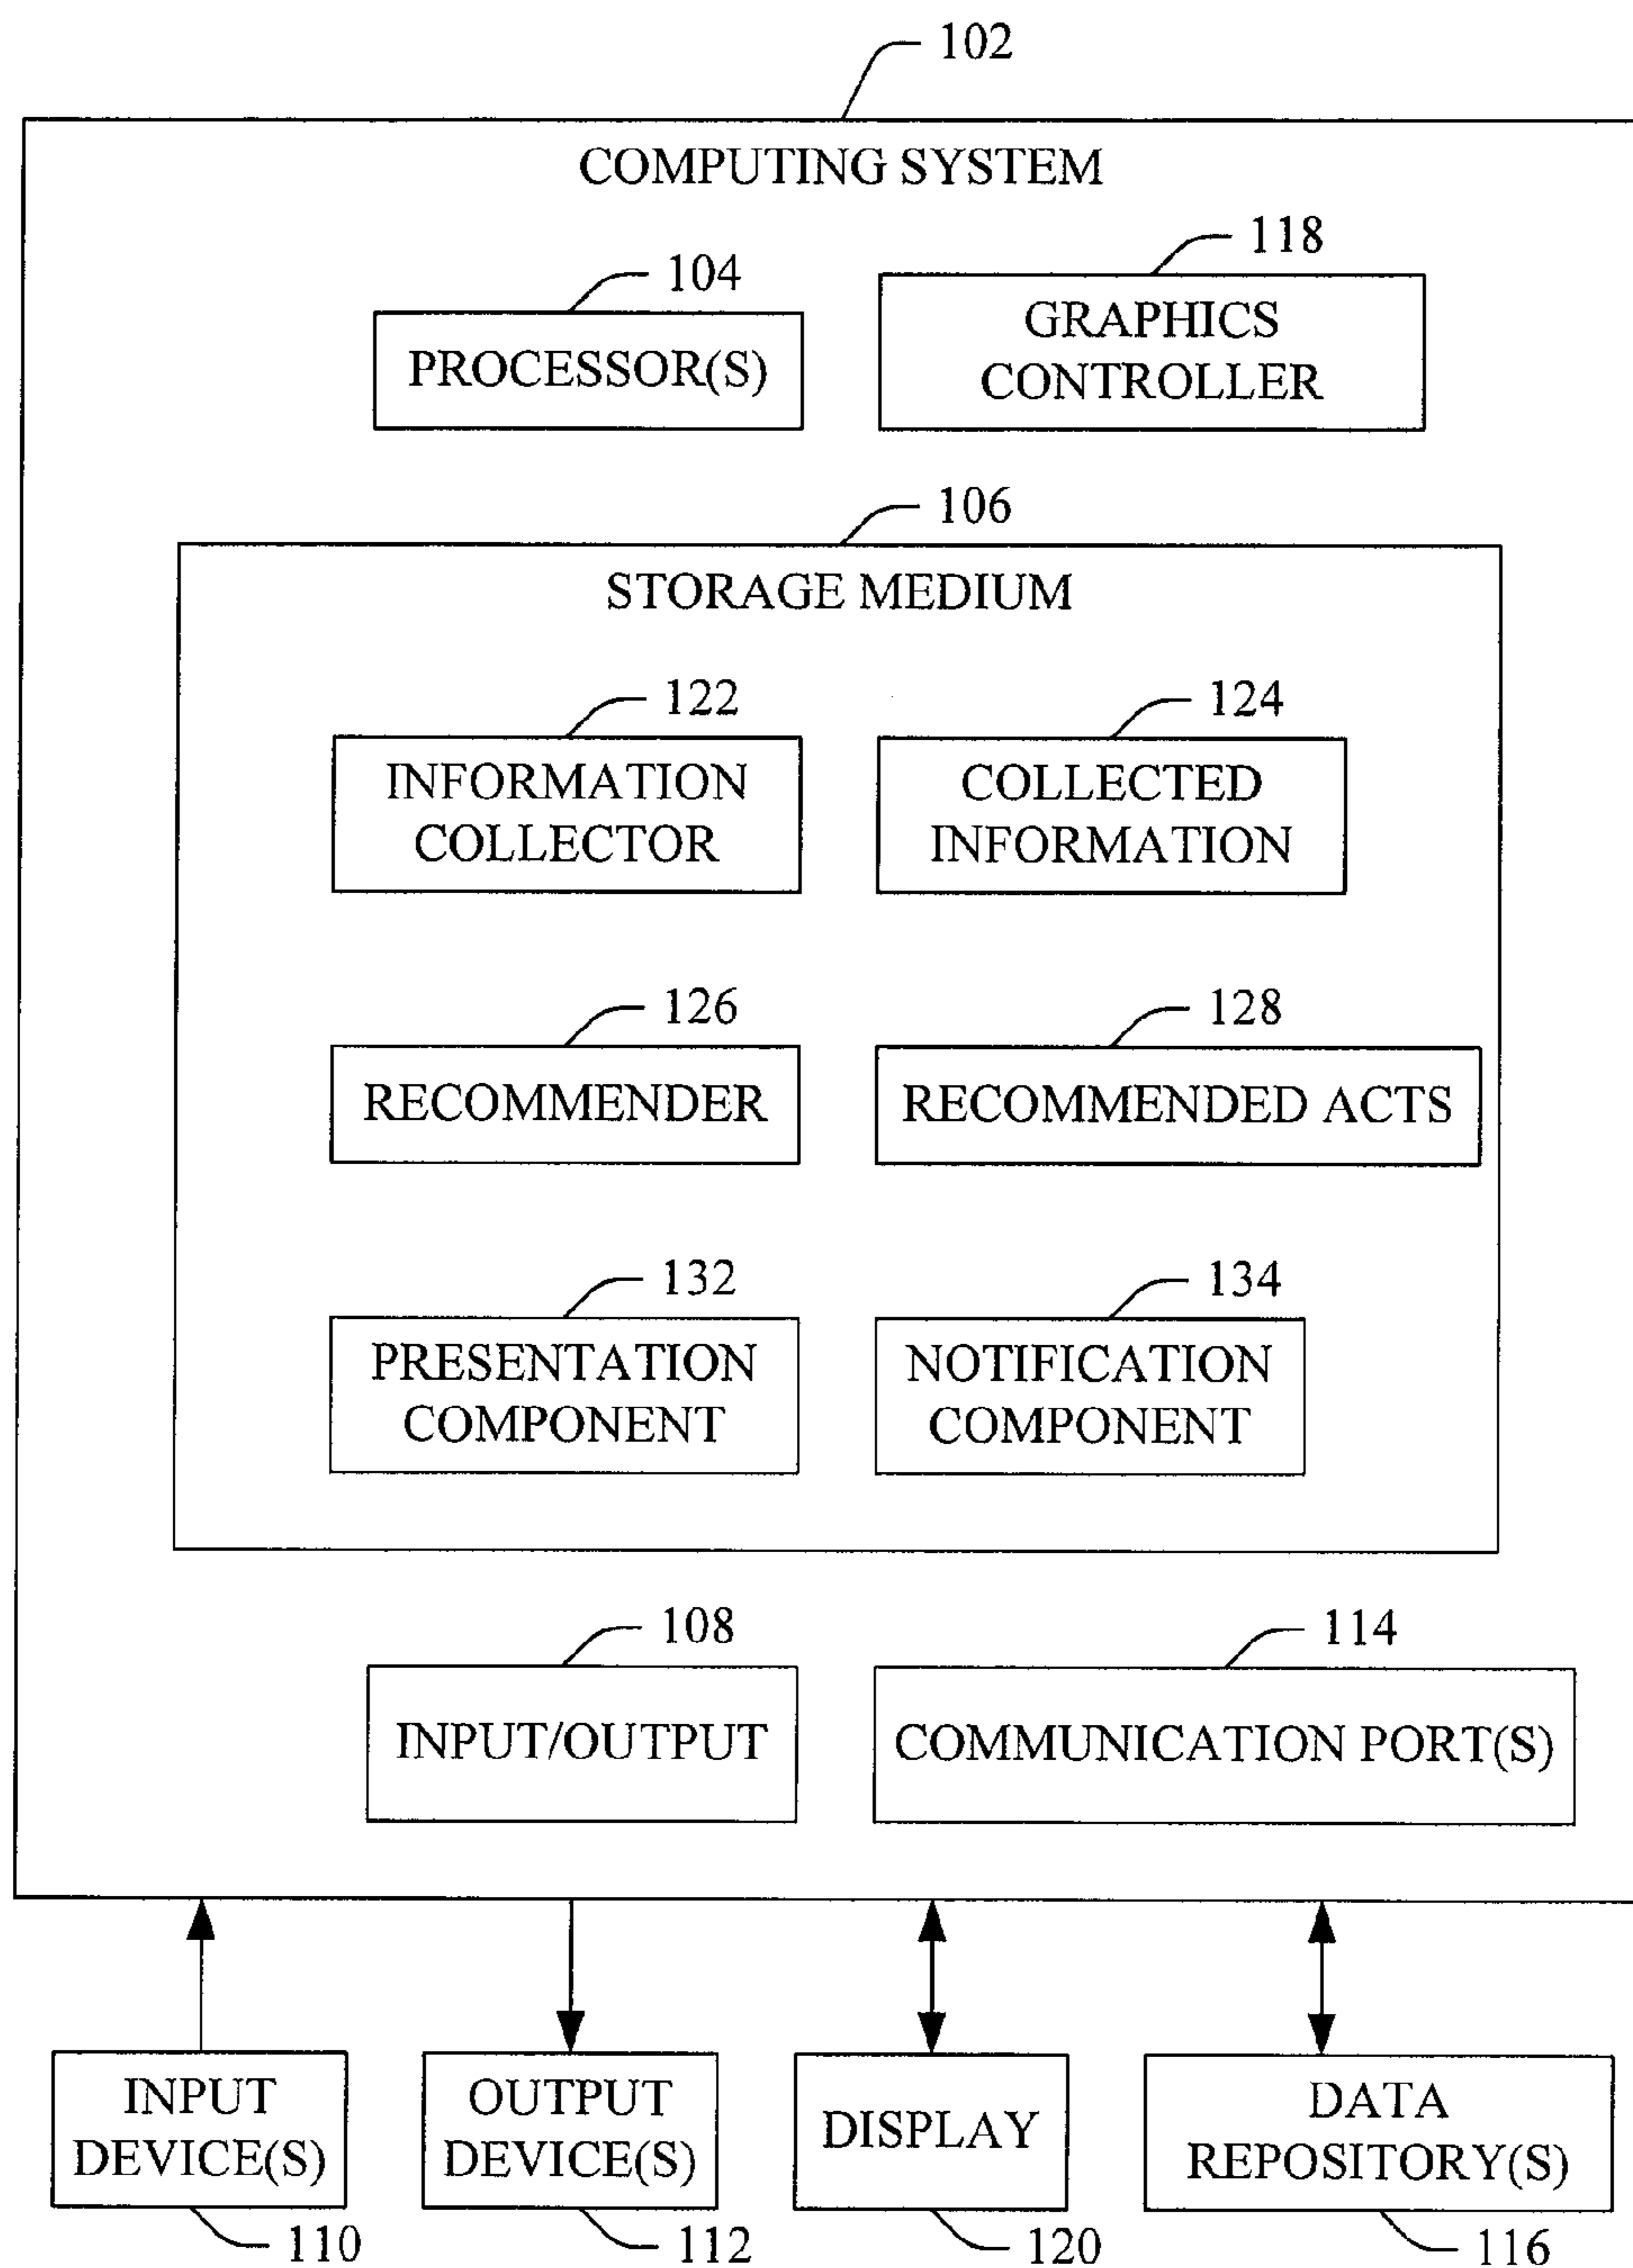 102
COMPUTING SYSTEM
118
104
GRAPHICS
CONTROLLER
PROCESSOR(S)
106
STORAGE MEDIUM
122
124
INFORMATION
COLLECTOR
COLLECTED
INFORMATION
126
128
RECOMMENDER
RECOMMENDED ACTS
132
134
PRESENTATION
COMPONENT
NOTIFICATION
COMPONENT
108
114
INPUT/OUTPUT
COMMUNICATION PORT(S)
INPUT
DEVICE(S)
OUTPUT
DEVICE(S)
DISPLAY
DATA
REPOSITORY(S)
110
112
120
116